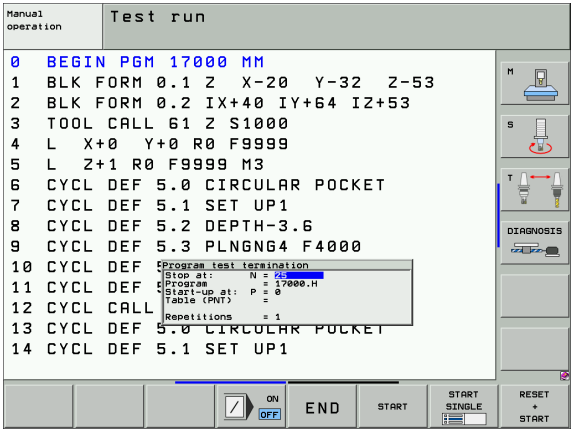 Manual
operation
Test run
0 BEGIN PGM 17000 MM
1 BLK FORM 0.1 Z X-20 Y-32 Z-53
2 BLK FORM 0.2 IX+40 IY+64 IZ+53
3 TOOL CALL 61 Z S1000
4 L X+0 Y+0 R0 F9999
5 L Z+1 R0 F9999 M3
6 CYCL DEF 5.0 CIRCULAR POCKET
7 CYCL DEF 5.1 SET UP1
8 CYCL DEF 5.2 DEPTH-3.6
9 CYCL DEF 5.3 PLNGNG4 F4000
10 CYCL DEF
11 CYCL DEF
12 CYCL CALL
13 CYCL DEF 5.0 CIRCULAR POCKET
14 CYCL DEF 5.1 SET UP1
Program test termination
Stop at: N = 25
Program = 17000.H
Start-up at: P = 0
Table (PNT) =
Repetitions = 1
M
S
T
DIAGNOSIS
ON
OFF
END
START
START
SINGLE
RESET
+
START